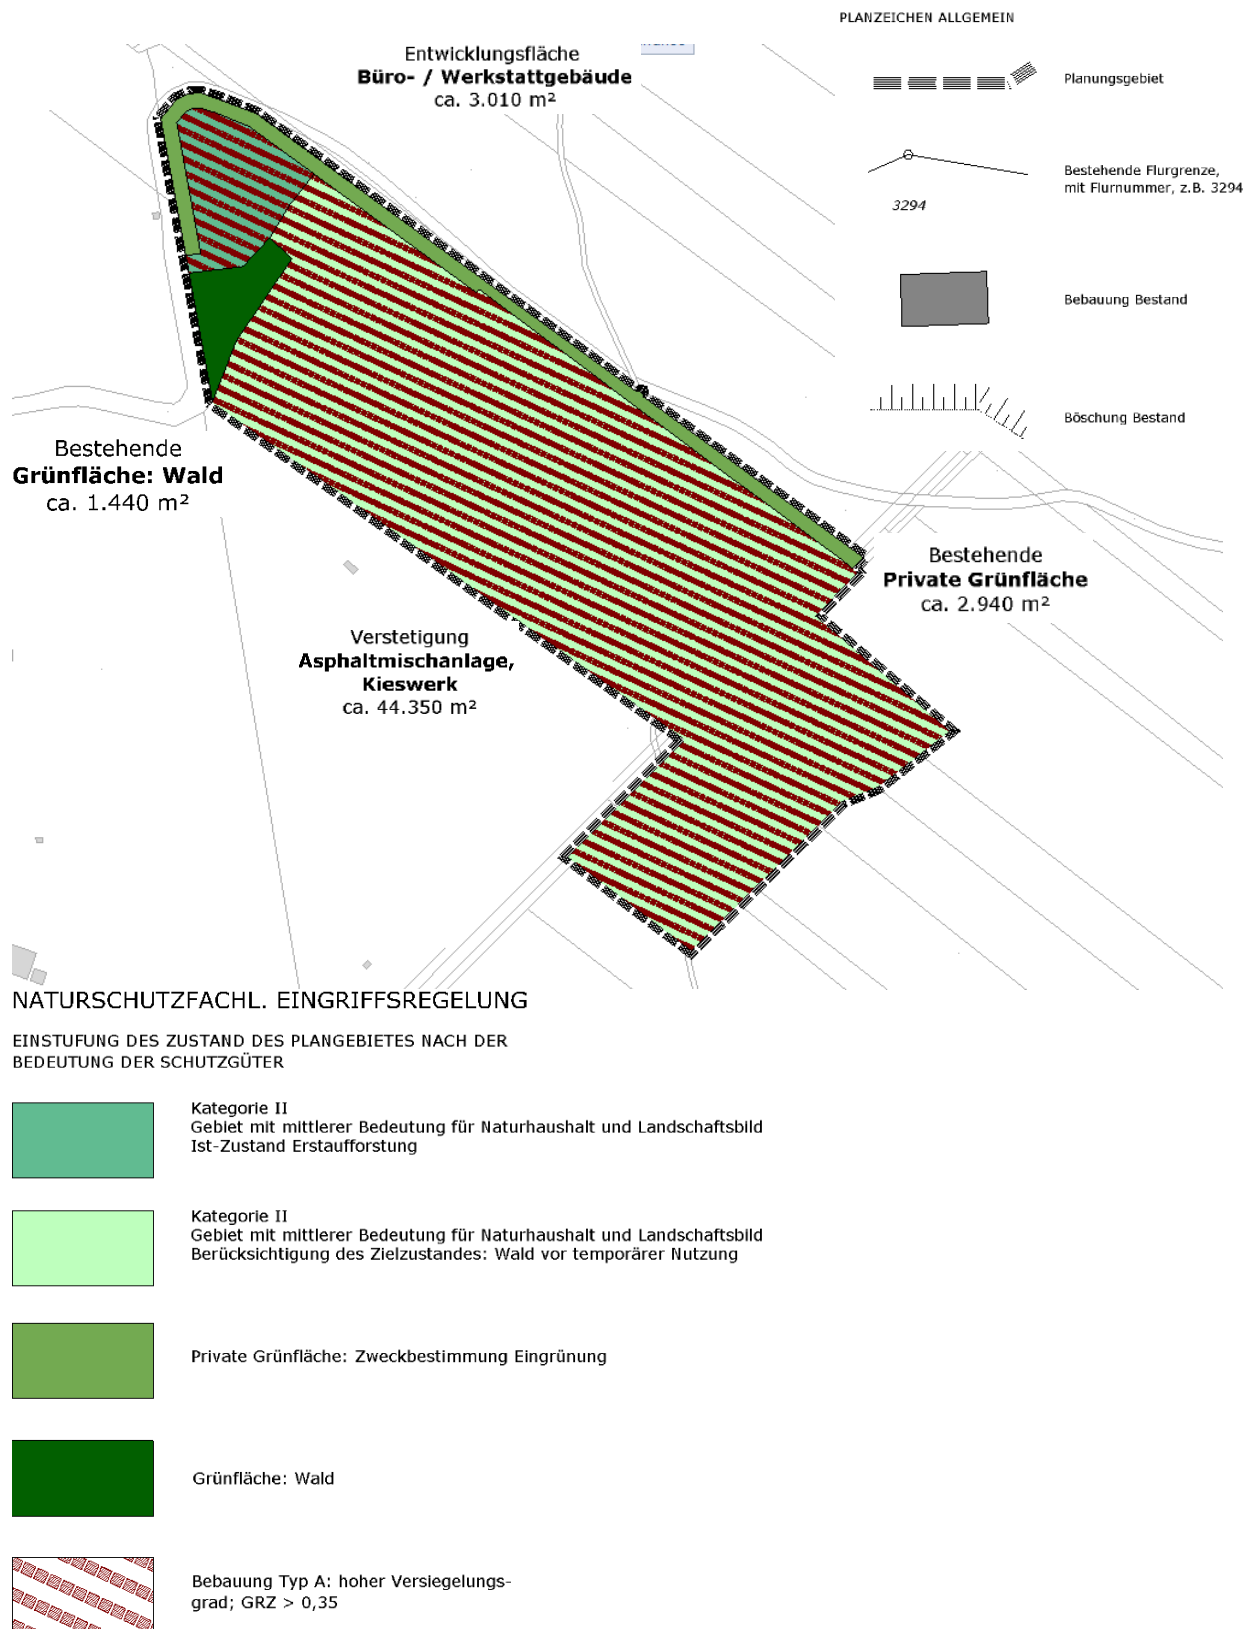 PLANZEICHEN ALLGEMEIN
Entwicklungsfläche
Büro- / Werkstattgebäude
ca. 3.010 m²
Planungsgebiet
Bestehende Flurgrenze,
mit Flurnummer, z.B. 3294
3294
Bebauung Bestand
Böschung Bestand
Bestehende
Grünfläche: Wald
ca. 1.440 m²
Bestehende
Private Grünfläche
ca. 2.940 m²
Verstetigung
Asphaltmischanlage,
Kieswerk
ca. 44.350 m²
NATURSCHUTZFACHL. EINGRIFFSREGELUNG
EINSTUFUNG DES ZUSTAND DES PLANGEBIETES NACH DER
BEDEUTUNG DER SCHUTZGÜTER
Kategorie II
Gebiet mit mittlerer Bedeutung für Naturhaushalt und Landschaftsbild
Ist-Zustand Erstaufforstung
Kategorie II
Gebiet mit mittlerer Bedeutung für Naturhaushalt und Landschaftsbild
Berücksichtigung des Zielzustandes: Wald vor temporärer Nutzung
Private Grünfläche: Zweckbestimmung Eingrünung
Grünfläche: Wald
Bebauung Typ A: hoher Versiegelungs-
grad; GRZ > 0,35